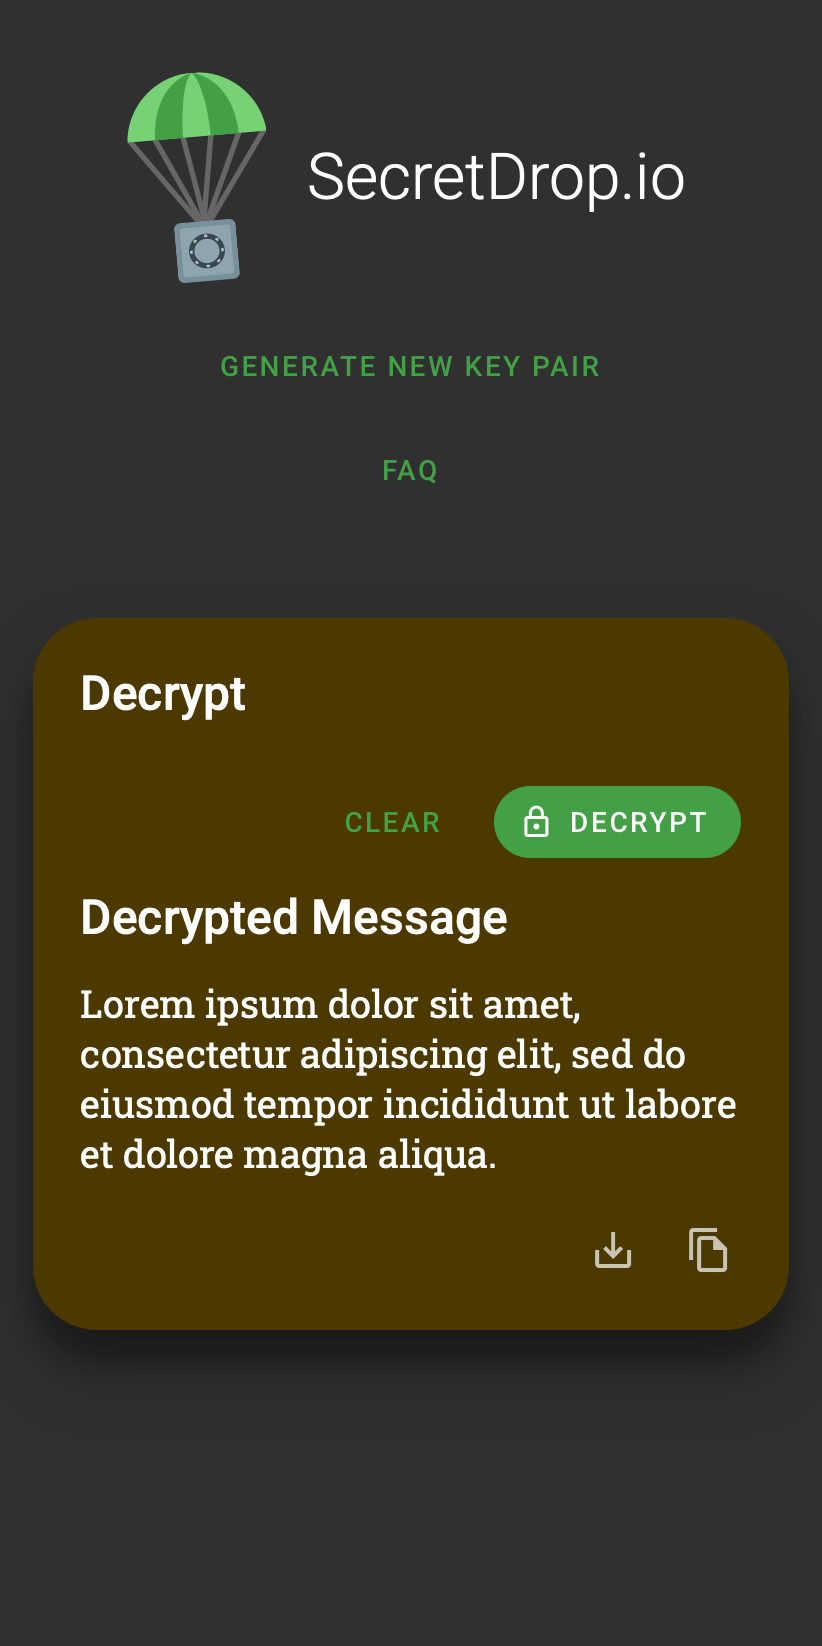 SecretDrop.io
GENERATE NEW KEY PAIR
FAQ
Decrypt
CLEAR
DECRYPT
Decrypted Message
Lorem ipsum dolor sit amet,
consectetur adipiscing elit, sed do
eiusmod tempor incididunt ut labore
et dolore magna aliqua.